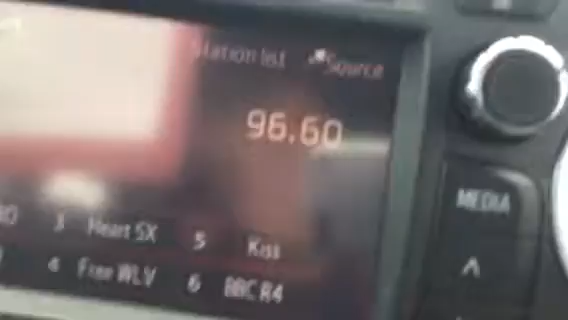 Station list Source
96.60
3 Heart SX 5 Kiss
4 Free WLV 6 BBC R4
MEDIA